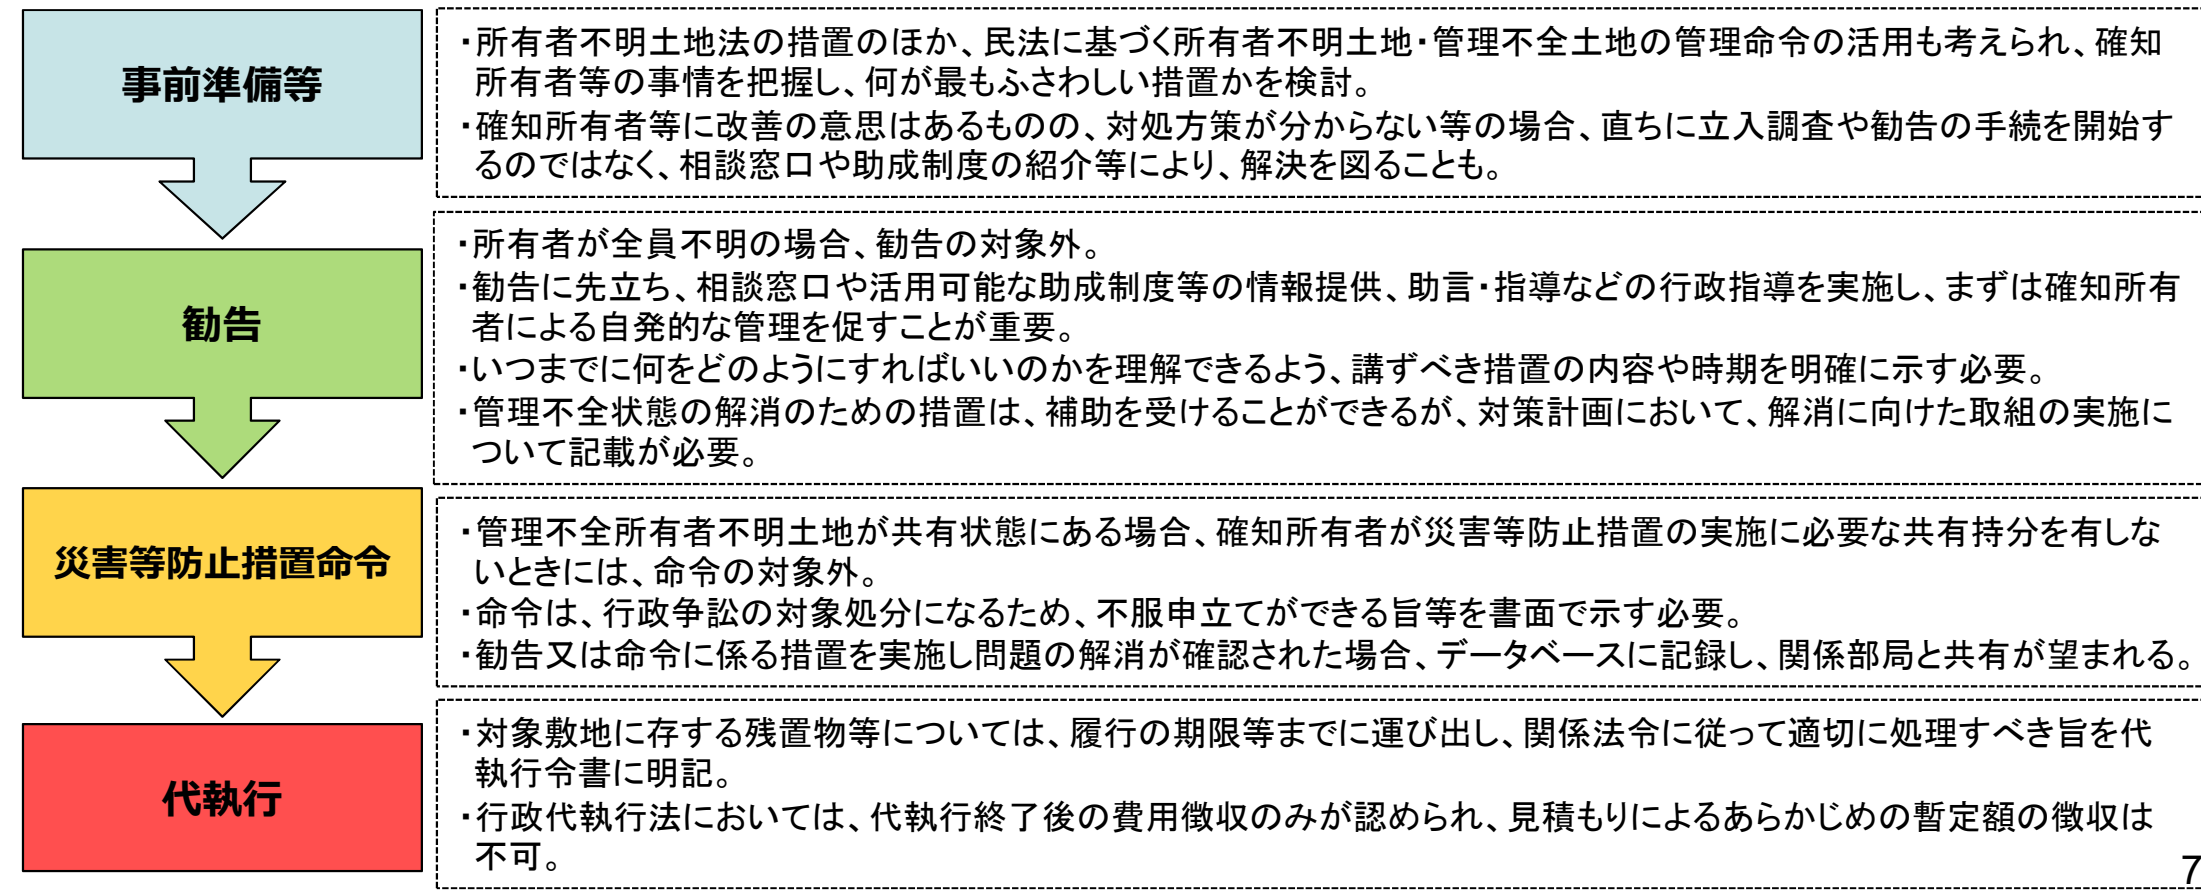 事前準備等
・所有者不明土地法の措置のほか、民法に基づく所有者不明土地・管理不全土地の管理命令の活用も考えられ、確知
所有者等の事情を把握し、何が最もふさわしい措置かを検討。
・確知所有者等に改善の意思はあるものの、対処方策が分からない等の場合、直ちに立入調査や勧告の手続を開始す
るのではなく、相談窓口や助成制度の紹介等により、解決を図ることも。
勧告
・所有者が全員不明の場合、勧告の対象外。
・勧告に先立ち、相談窓口や活用可能な助成制度等の情報提供、助言・指導などの行政指導を実施し、まずは確知所有
者による自発的な管理を促すことが重要。
・いつまでに何をどのようにすればいいのかを理解できるよう、講ずべき措置の内容や時期を明確に示す必要。
・管理不全状態の解消のための措置は、補助を受けることができるが、対策計画において、解消に向けた取組の実施に
ついて記載が必要。
災害等防止措置命令
・管理不全所有者不明土地が共有状態にある場合、確知所有者が災害等防止措置の実施に必要な共有持分を有しな
いときには、命令の対象外。
・命令は、行政争訟の対象処分になるため、不服申立てができる旨等を書面で示す必要。
・勧告又は命令に係る措置を実施し問題の解消が確認された場合、データベースに記録し、関係部局と共有が望まれる。
代執行
・対象敷地に存する残置物等については、履行の期限等までに運び出し、関係法令に従って適切に処理すべき旨を代
執行令書に明記。
・行政代執行法においては、代執行終了後の費用徴収のみが認められ、見積もりによるあらかじめの暫定額の徴収は
不可。
7